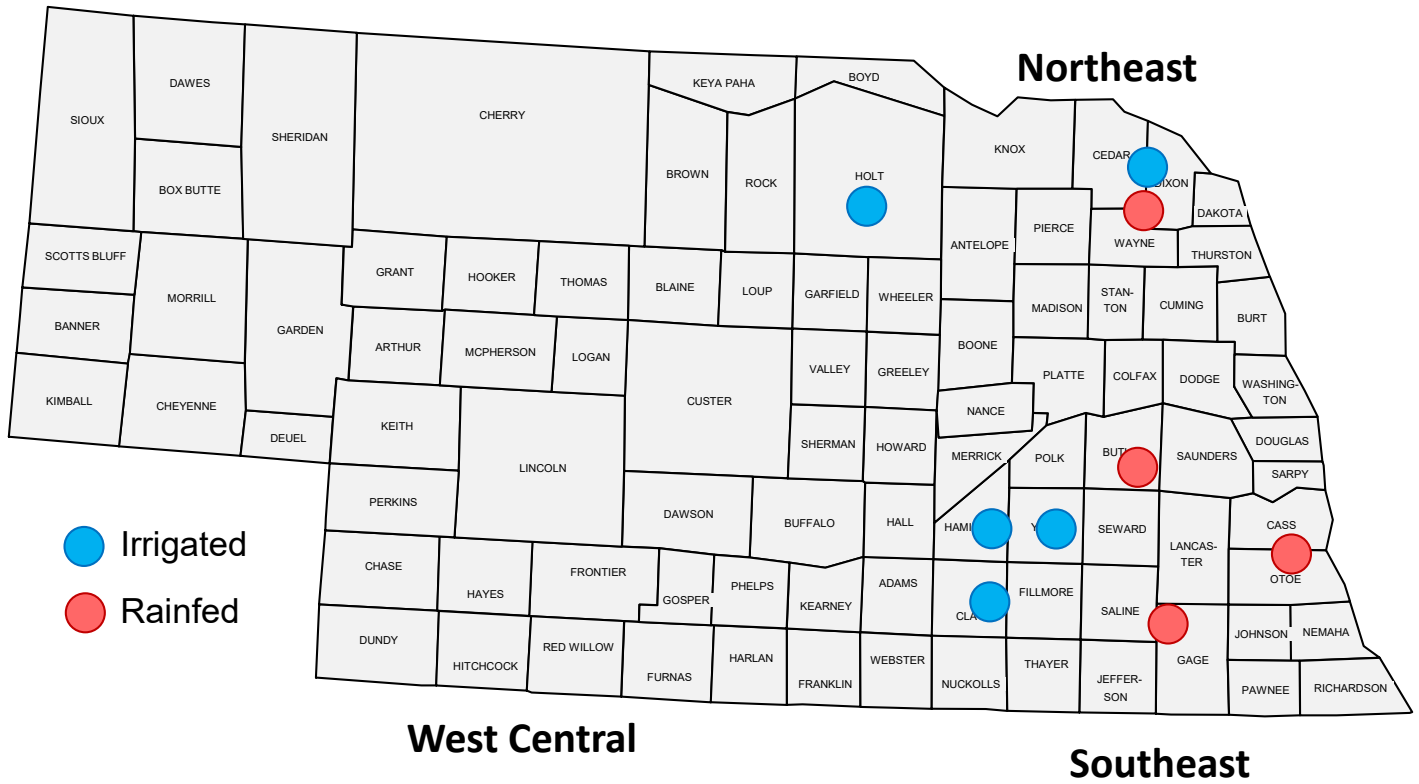 Northeast
KEYA PAHA
BOYD
DAWES
SIOUX
CHERRY
SHERIDAN
KNOX
CEDAR
BROWN
ROCK
HOLT
DIXON
BOX BUTTE
DAKOTA
PIERCE
ANTELOPE
WAYNE
THURSTON
SCOTTS BLUFF
GRANT
HOOKER
THOMAS
BLAINE
LOUP
GARFIELD
WHEELER
MORRILL
MADISON
STAN-
TON
CUMING
BURT
BANNER
GARDEN
ARTHUR
MCPHERSON
LOGAN
BOONE
VALLEY
GREELEY
PLATTE
COLFAX
DODGE
WASHING-
TON
KIMBALL
CHEYENNE
CUSTER
NANCE
KEITH
DEUEL
SHERMAN
HOWARD
MERRICK
POLK
BUTL
SAUNDERS
DOUGLAS
SARPY
LINCOLN
PERKINS
DAWSON
BUFFALO
HALL
HAMI
Y
SEWARD
CASS
LANCAS-
TER
Irrigated
CHASE
HAYES
FRONTIER
GOSPER
PHELPS
KEARNEY
ADAMS
CLA
FILLMORE
SALINE
OTOE
Rainfed
DUNDY
HITCHCOCK
RED WILLOW
FURNAS
HARLAN
FRANKLIN
WEBSTER
NUCKOLLS
THAYER
JEFFER-
SON
GAGE
JOHNSON
NEMAHA
PAWNEE
RICHARDSON
West Central
Southeast